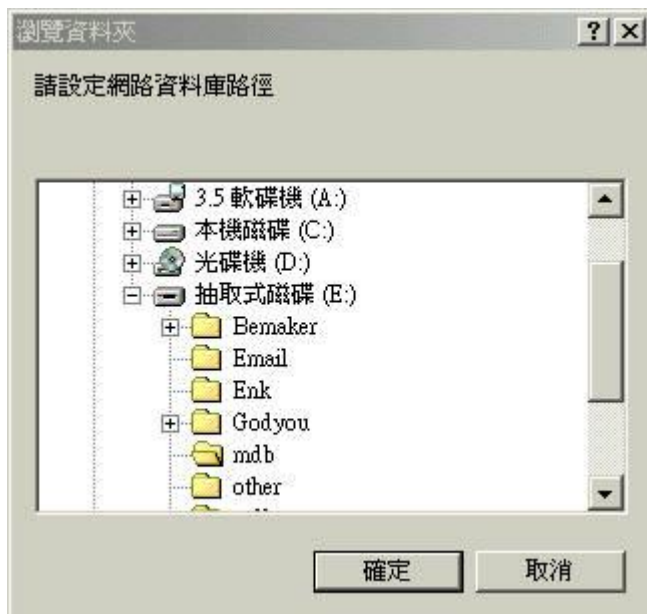 瀏覽資料夾
請設定網路資料庫路徑
3.5 軟碟機 (A:)
本機磁碟 (C:)
光碟機 (D:)
抽取式磁碟 (E:)
Bemaker
Email
Enk
Godyou
mdb
other
確定 取消